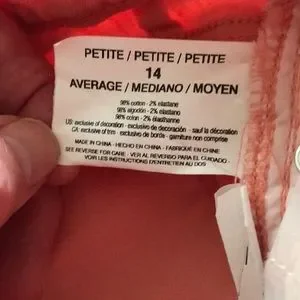 PETITE / PETITE / PETITE
14
AVERAGE / MEDIANO / MOYEN
98% cotton - 2% elastane
98% - 2% elastano
98% coton - 2% élasthanne
US: exclusive of decoration - exclusivo de decoración - sauf la décoration
CA: exclusive of trim - exclusivo de bordes - garniture non comprise
MADE IN CHINA - HECHO EN CHINA - FABRIQUÉ EN CHINE
SEE REVERSE FOR CARE - VER AL REVERSO PARA EL CUIDADO -
VOIR LES INSTRUCTIONS D'ENTRETIEN AU DOS